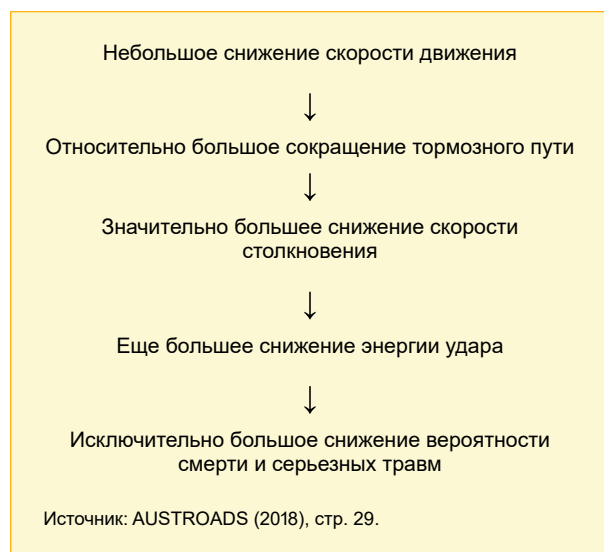 Небольшое снижение скорости движения
↓
Относительно большое сокращение тормозного пути
↓
Значительно большее снижение скорости
столкновения
↓
Еще большее снижение энергии удара
↓
Исключительно большое снижение вероятности
смерти и серьезных травм
Источник: AUSTROADS (2018), стр. 29.